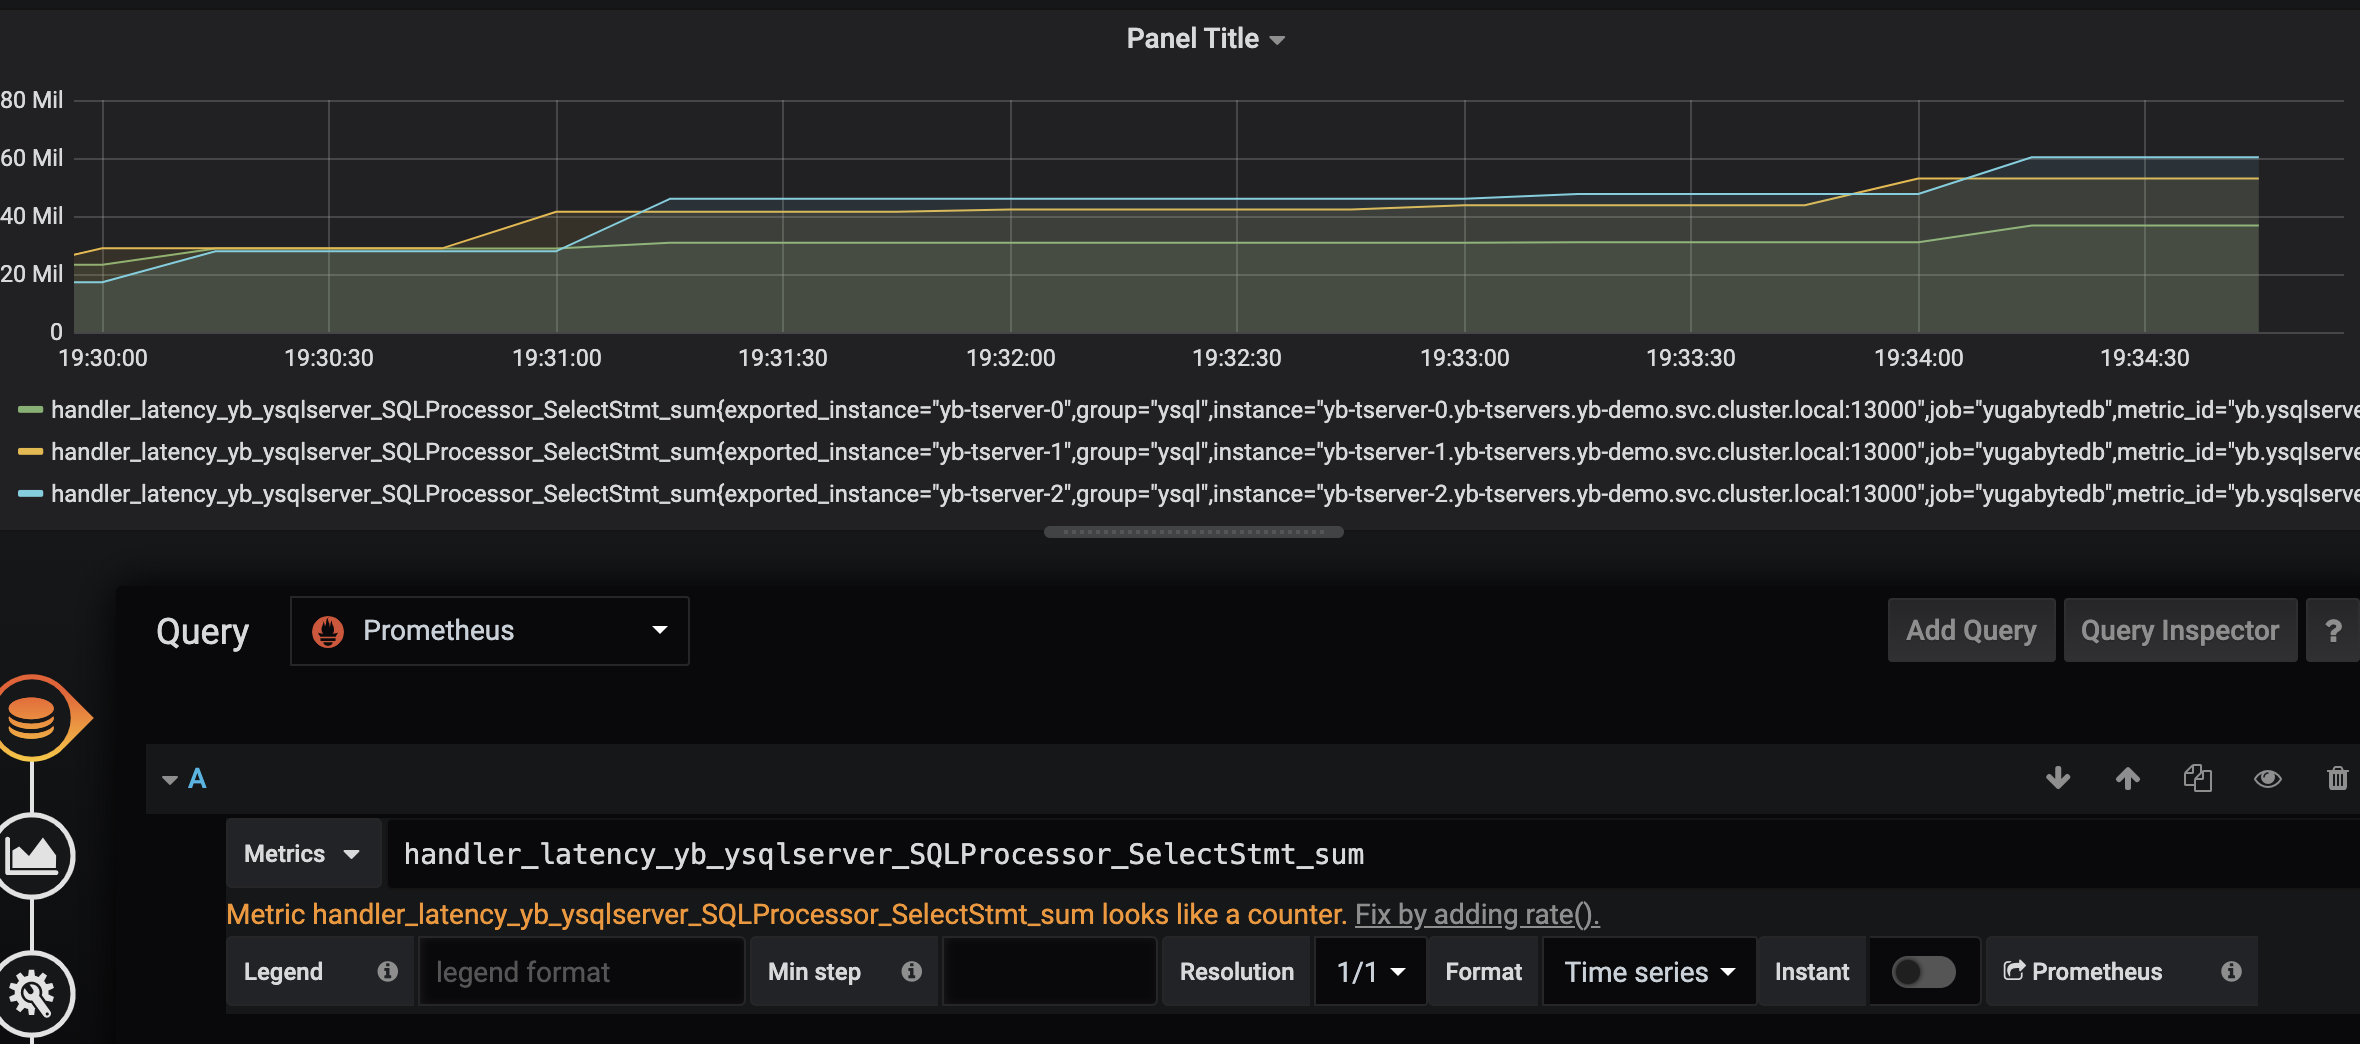 Panel Title
80 Mil
60 Mil
40 Mil
20 Mil
0
19:30:00 19:30:30 19:31:00 19:31:30 19:32:00 19:32:30 19:33:00 19:33:30 19:34:00 19:34:30
handler_latency_yb_ysqlserver_SQLProcessor_SelectStmt_sum{exported_instance="yb-tserver-0",group="ysql",instance="yb-tserver-0.yb-tservers.yb-demo.svc.cluster.local:13000",job="yugabytedb",metric_id="yb.ysqlserve
handler_latency_yb_ysqlserver_SQLProcessor_SelectStmt_sum{exported_instance="yb-tserver-1",group="ysql",instance="yb-tserver-1.yb-tservers.yb-demo.svc.cluster.local:13000",job="yugabytedb",metric_id="yb.ysqlserve
handler_latency_yb_ysqlserver_SQLProcessor_SelectStmt_sum{exported_instance="yb-tserver-2",group="ysql",instance="yb-tserver-2.yb-tservers.yb-demo.svc.cluster.local:13000",job="yugabytedb",metric_id="yb.ysqlserve
Query Prometheus Add Query Query Inspector ?
A
Metrics handler_latency_yb_ysqlserver_SQLProcessor_SelectStmt_sum
Metric handler_latency_yb_ysqlserver_SQLProcessor_SelectStmt_sum looks like a counter. Fix by adding rate().
Legend legend format Min step Resolution 1/1 Format Time series Instant Prometheus